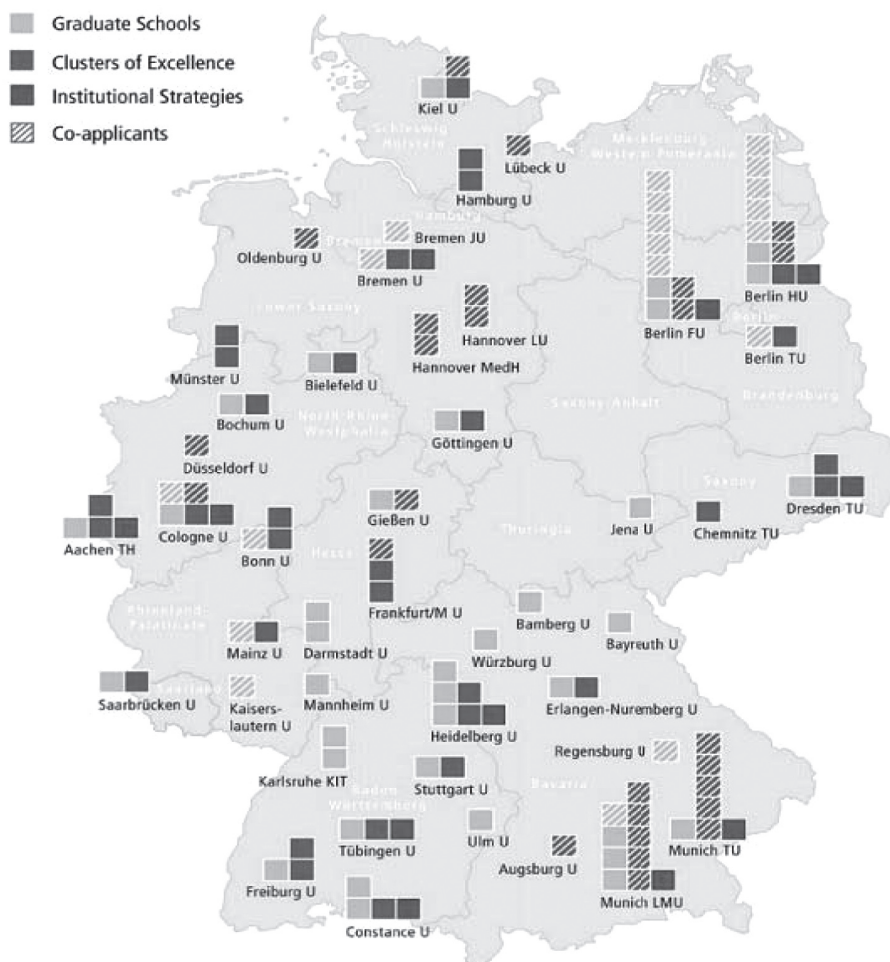 Graduate Schools
Clusters of Excellence
Institutional Strategies
Co-applicants
Kiel U
Schleswig
Holstein
Lübeck U
Mecklenburg
Western Pomerania
Hamburg U
Hamburg
Bremen JU
Bremen
Oldenburg U
Bremen U
Berlin HU
Lower Saxony
Hannover LU
Berlin FU
Berlin
Berlin TU
Hannover MedH
Münster U
Bielefeld U
Brandenburg
Saxony-Anhalt
Bochum U
North-Rhine
Westphalia
Göttingen U
Düsseldorf U
Saxony
Dresden TU
Gießen U
Jena U
Chemnitz TU
Thuringia
Cologne U
Aachen TH
Bonn U
Hesse
Frankfurt/M U
Rhineland-
Palatinate
Bamberg U
Bayreuth U
Mainz U
Darmstadt U
Würzburg U
Saarland
Saarbrücken U
Kaisers-
lautern U
Mannheim U
Erlangen-Nuremberg U
Heidelberg U
Regensburg U
Karlsruhe KIT
Stuttgart U
Bavaria
Baden
Württemberg
Tübingen U
Ulm U
Munich TU
Augsburg U
Freiburg U
Munich LMU
Constance U